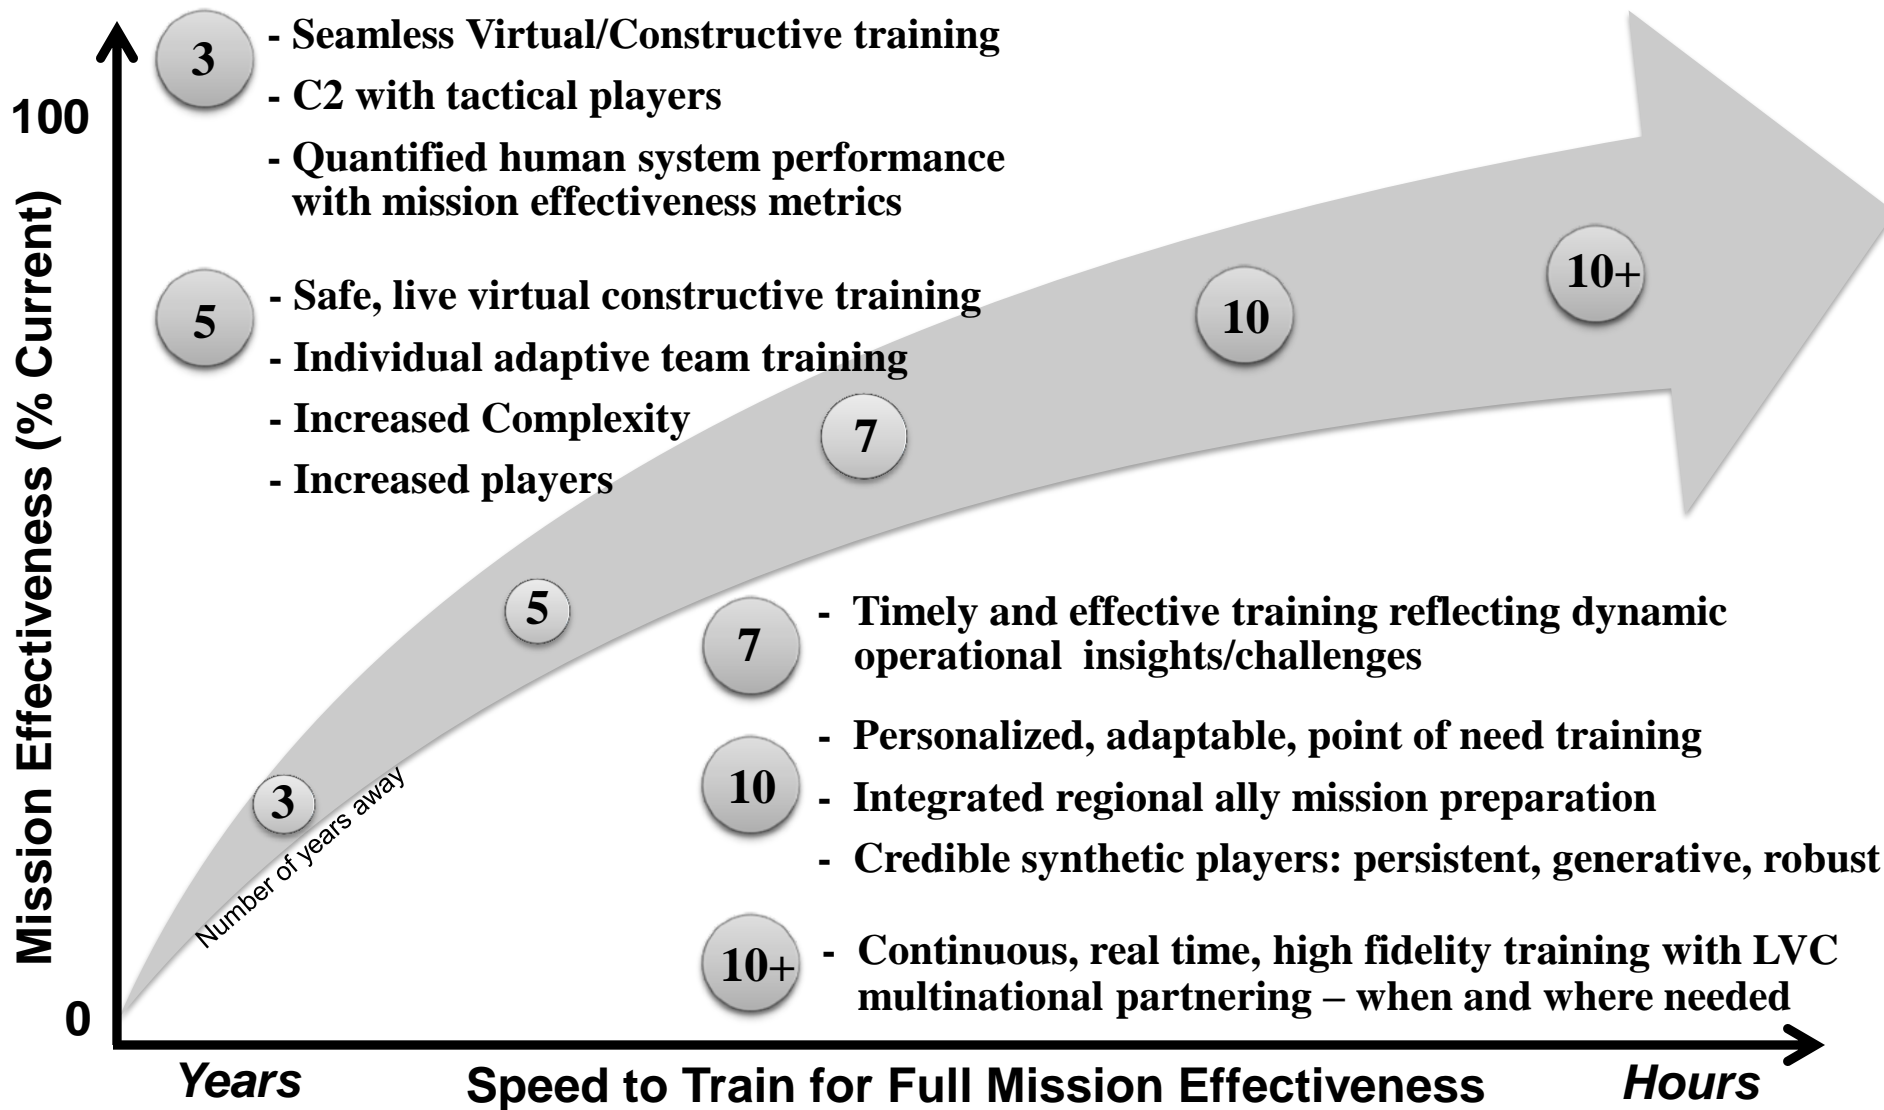 3
- Seamless Virtual/Constructive training
- C2 with tactical players
- Quantified human system performance
with mission effectiveness metrics
5
- Safe, live virtual constructive training
- Individual adaptive team training
- Increased Complexity
- Increased players
100
Mission Effectiveness (% Current)
0
3
5
7
10
10+
Number of years away
7
- Timely and effective training reflecting dynamic
operational insights/challenges
10
- Personalized, adaptable, point of need training
- Integrated regional ally mission preparation
- Credible synthetic players: persistent, generative, robust
10+
- Continuous, real time, high fidelity training with LVC
multinational partnering – when and where needed
Years
Speed to Train for Full Mission Effectiveness
Hours